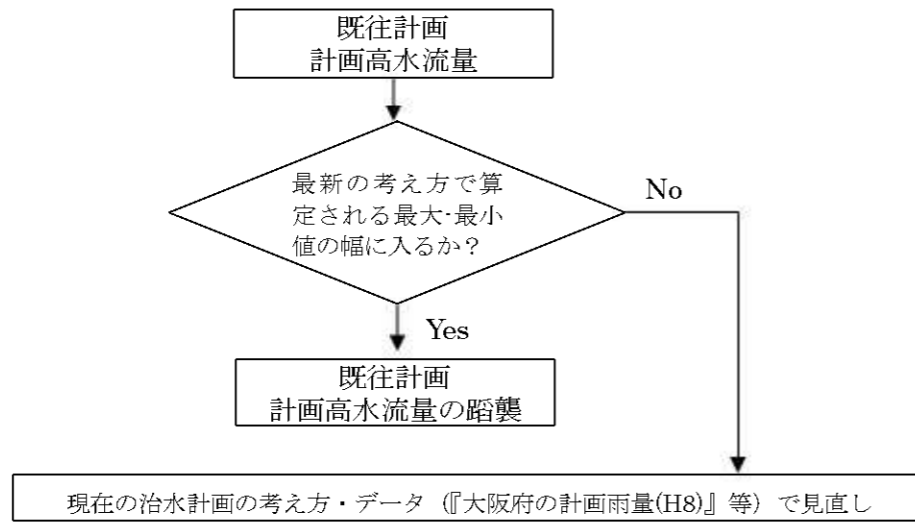 既往計画
計画高水流量
最新の考え方で算
定される最大･最小
値の幅に入るか？
No
Yes
既往計画
計画高水流量の蹈襲
現在の治水計画の考え方・データ（『大阪府の計画雨量(H8)』等）で見直し